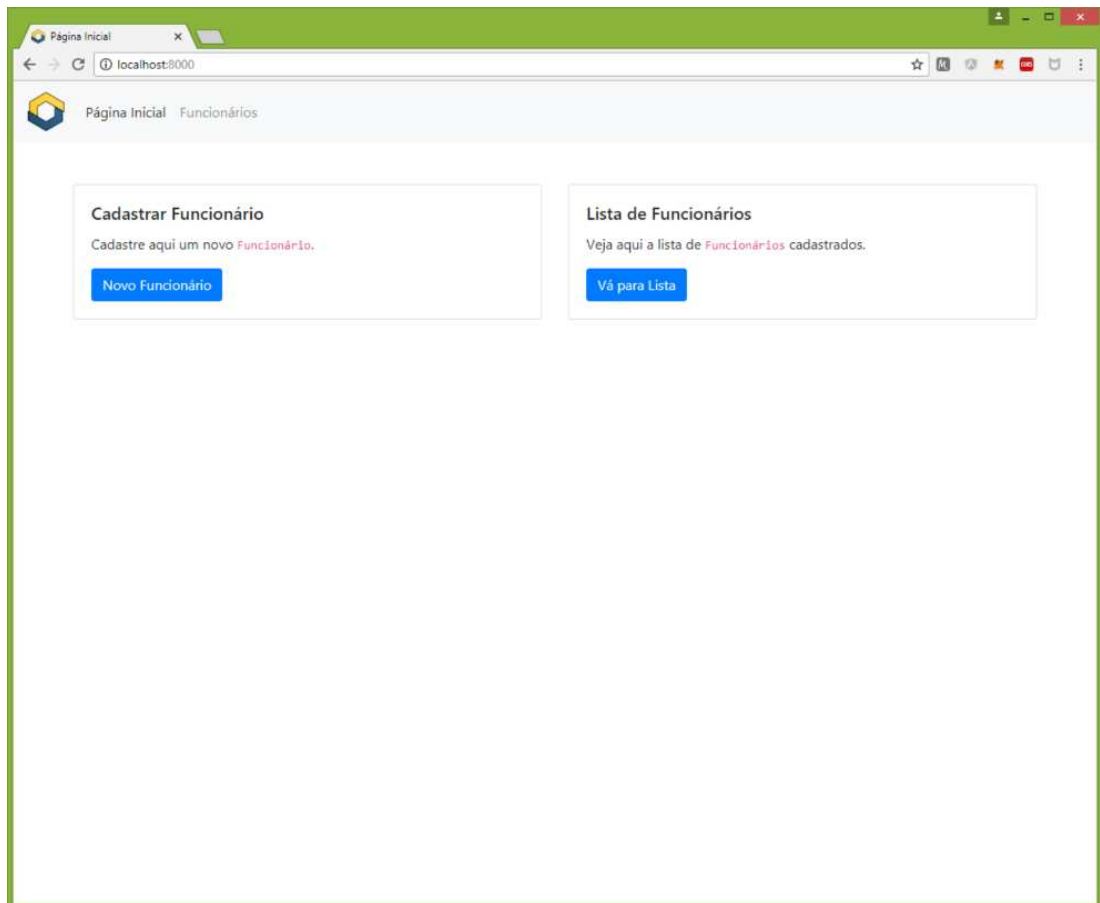 Página Inicial
localhost:8000
Página Inicial Funcionários
Cadastrar Funcionário
Cadastre aqui um novo Funcionário.
Novo Funcionário
Lista de Funcionários
Veja aqui a lista de Funcionários cadastrados.
Vá para Lista